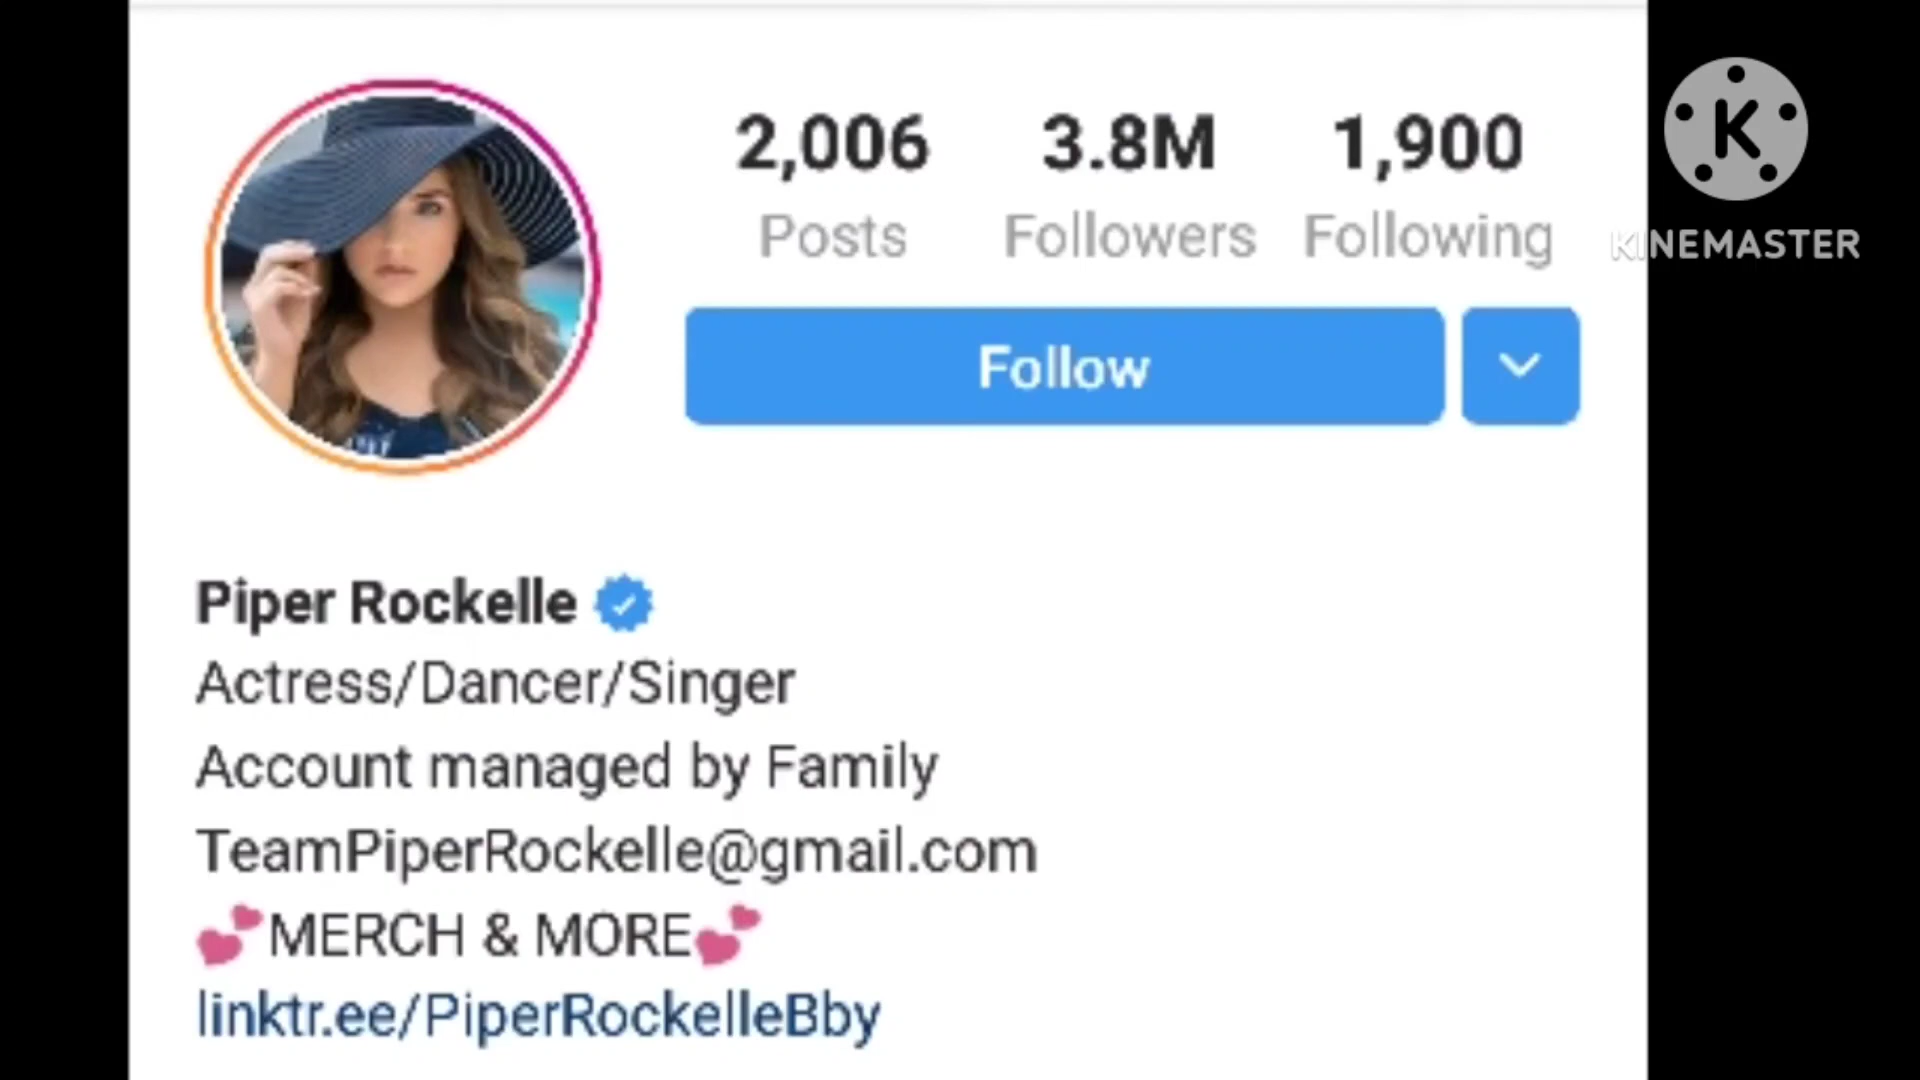 2,006 3.8M 1,900
Posts Followers Following
Follow
K
KINEMASTER
Piper Rockelle
Actress/Dancer/Singer
Account managed by Family
TeamPiperRockelle@gmail.com
💕MERCH & MORE💕
linktr.ee/PiperRockelleBby